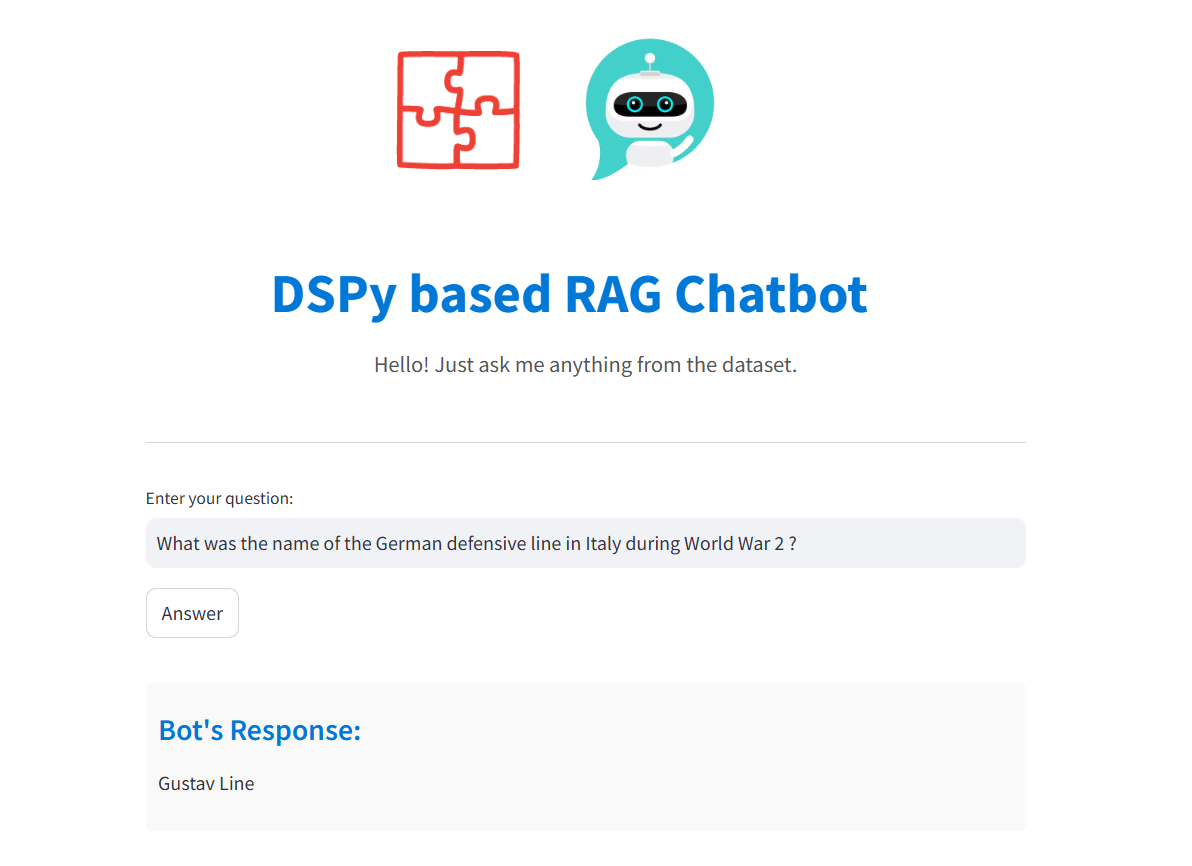 DSPy based RAG Chatbot
Hello! Just ask me anything from the dataset.
Enter your question:
What was the name of the German defensive line in Italy during World War 2 ?
Answer
Bot's Response:
Gustav Line